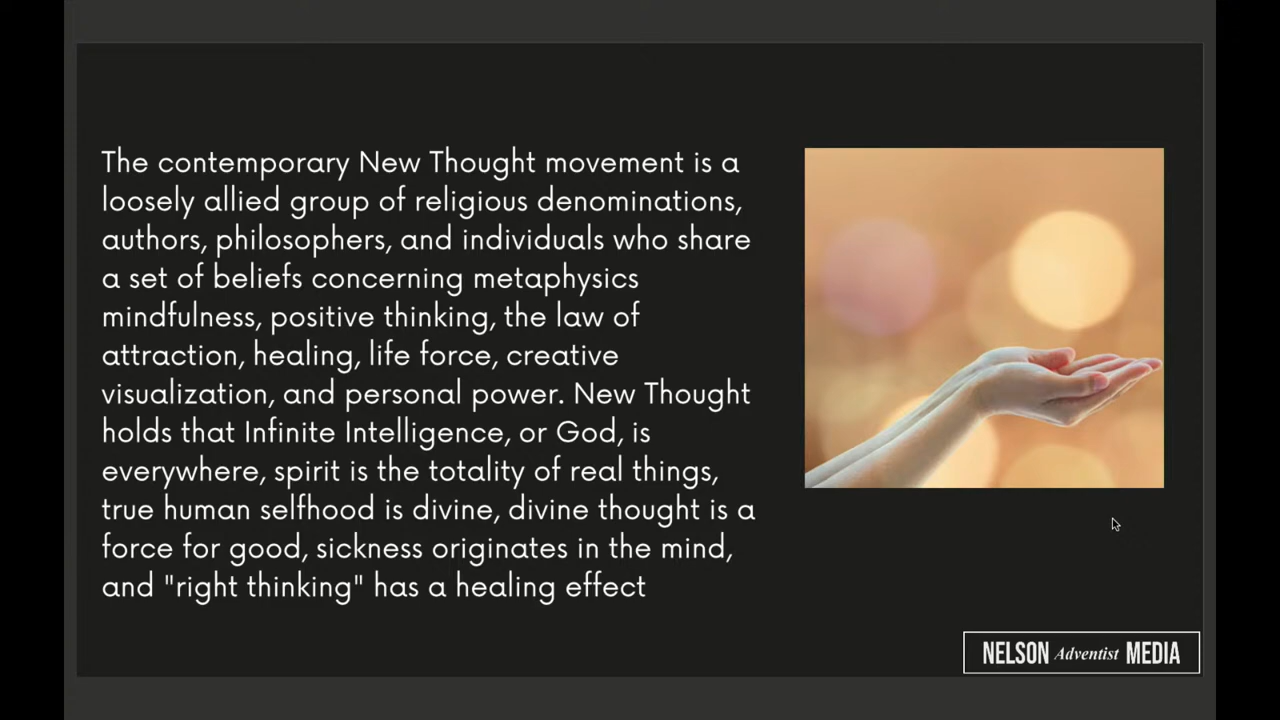 The contemporary New Thought movement is a
loosely allied group of religious denominations,
authors, philosophers, and individuals who share
a set of beliefs concerning metaphysics
mindfulness, positive thinking, the law of
attraction, healing, life force, creative
visualization, and personal power. New Thought
holds that Infinite Intelligence, or God, is
everywhere, spirit is the totality of real things,
true human selfhood is divine, divine thought is a
force for good, sickness originates in the mind,
and "right thinking" has a healing effect
NELSON Adventist MEDIA